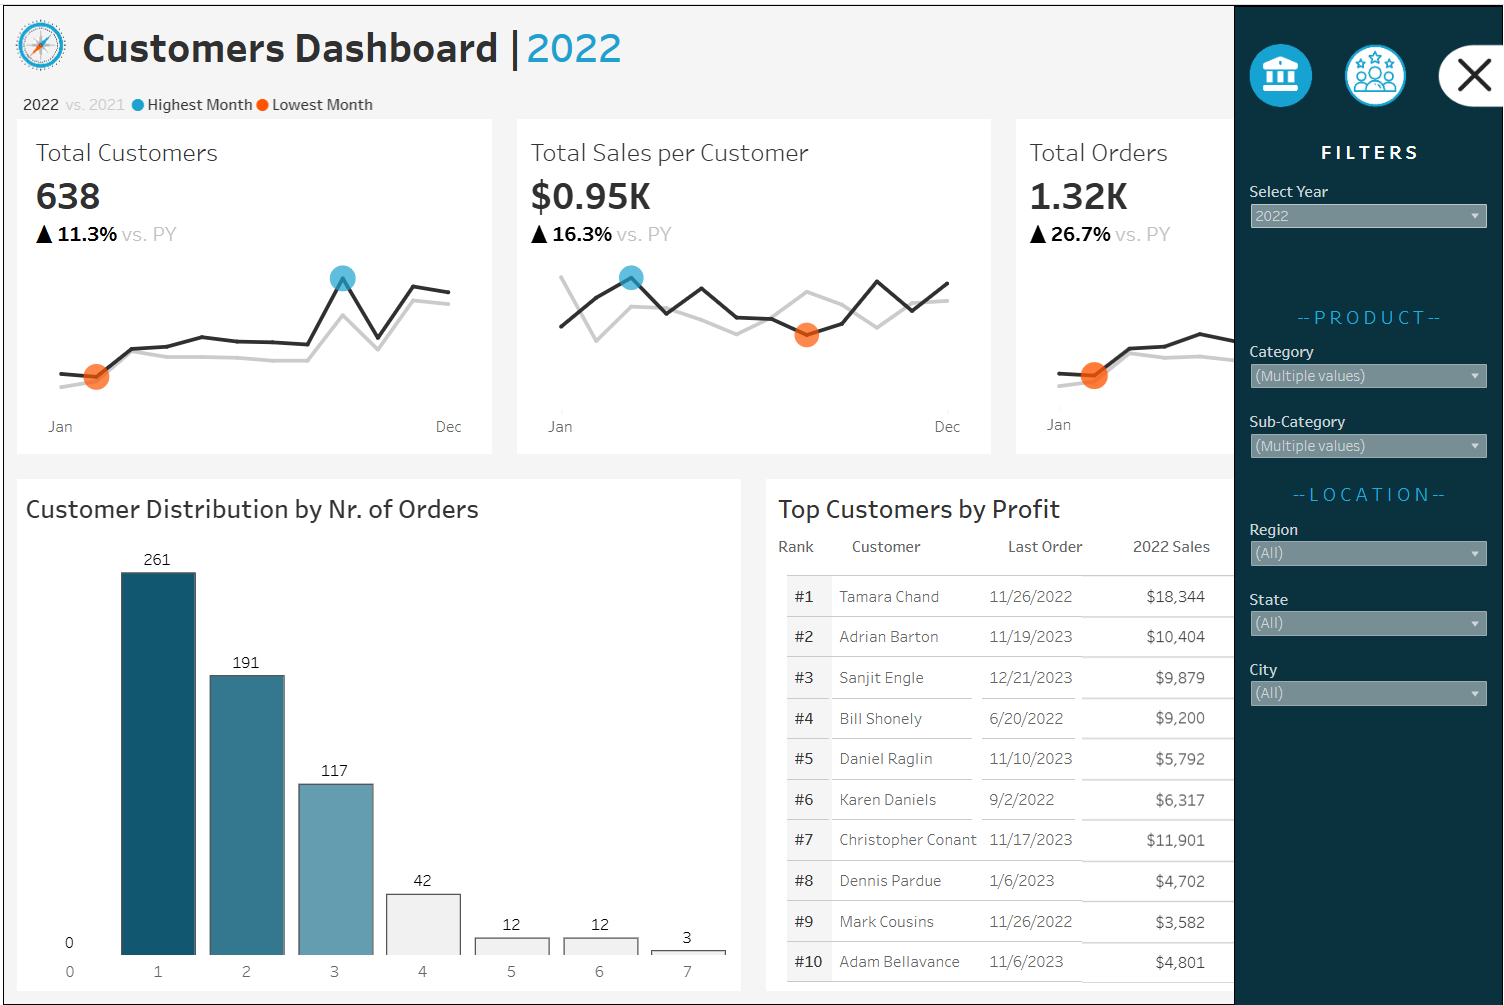 Customers Dashboard | 2022
2022 vs. 2021 Highest Month Lowest Month
Total Customers
638
▲ 11.3% vs. PY
Jan Dec
Total Sales per Customer
$0.95K
▲ 16.3% vs. PY
Jan Dec
Total Orders
1.32K
▲ 26.7% vs. PY
Jan
Customer Distribution by Nr. of Orders
0 261 191 117 42 12 12 3
0 1 2 3 4 5 6 7
Top Customers by Profit
Rank Customer Last Order 2022 Sales
#1 Tamara Chand 11/26/2022 $18,344
#2 Adrian Barton 11/19/2023 $10,404
#3 Sanjit Engle 12/21/2023 $9,879
#4 Bill Shonely 6/20/2022 $9,200
#5 Daniel Raglin 11/10/2023 $5,792
#6 Karen Daniels 9/2/2022 $6,317
#7 Christopher Conant 11/17/2023 $11,901
#8 Dennis Pardue 1/6/2023 $4,702
#9 Mark Cousins 11/26/2022 $3,582
#10 Adam Bellavance 11/6/2023 $4,801
FILTERS
Select Year
2022
--PRODUCT--
Category
(Multiple values)
Sub-Category
(Multiple values)
--LOCATION--
Region
(All)
State
(All)
City
(All)